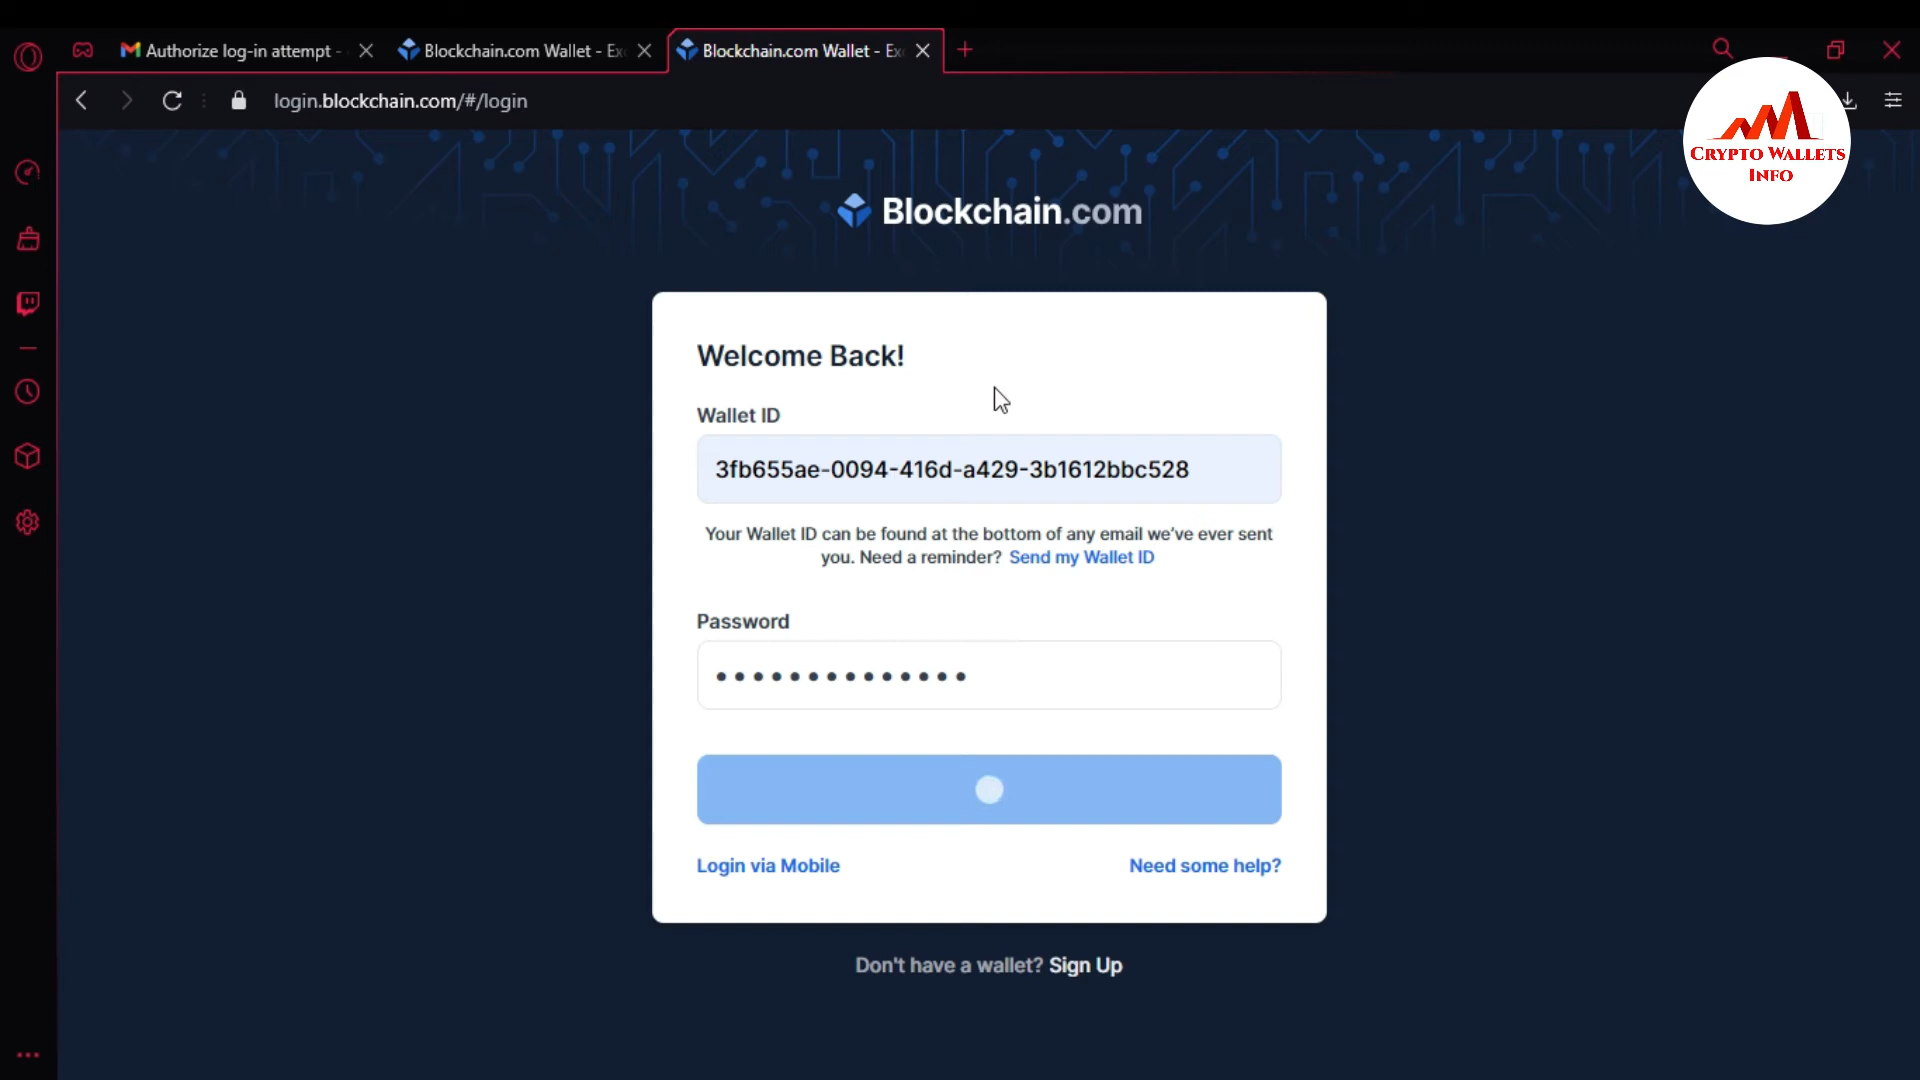 Authorize log-in attempt -
Blockchain.com Wallet - Exc
Blockchain.com Wallet - Exc
login.blockchain.com/#/login
CRYPTO WALLETS
INFO
Blockchain.com
Welcome Back!
Wallet ID
3fb655ae-0094-416d-a429-3b1612bbc528
Your Wallet ID can be found at the bottom of any email we've ever sent
you. Need a reminder? Send my Wallet ID
Password
Login via Mobile
Need some help?
Don't have a wallet? Sign Up